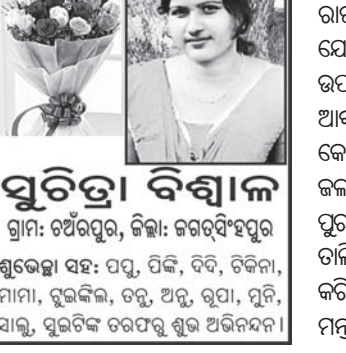 ସୁଚିତ୍ରା ବିଶ୍ୱାଳ
ଗ୍ରାମ: ଚଅଁରପୁର, ଜିଲ୍ଲା: ଜଗତ୍‌ସିଂହପୁର
ଶୁଭେଚ୍ଛା ସହ: ପପୁ, ପିଙ୍କି, ଦିଦି, ଟିକିନା,
ମାମା, ଟୁଇଙ୍କିଲ, ତନୁ, ଅନୁ, ରୂପା, ମୁନି,
ସାଲୁ, ସୁଇଟିଙ୍କ ତରଫରୁ ଶୁଭ ଅଭିନନ୍ଦନ।